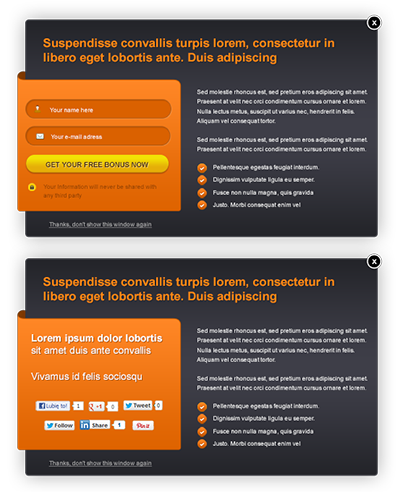 x
Suspendisse convallis turpis lorem, consectetur in
libero eget lobortis ante. Duis adipiscing
Your name here
Your e-mail adress
GET YOUR FREE BONUS NOW
Your information will never be shared with
any third party
Thanks, don't show this window again
Sed molestie rhoncus est, sed pretium eros adipiscing sit amet.
Praesent at velit nec orci condimentum cursus ornare et lorem.
Nulla metus lectus, suscipit ut varius nec, hendrerit in felis.
Aliquam vel consequat tortor.
Sed molestie rhoncus est, sed pretium eros adipiscing sit amet.
Praesent at velit nec orci condimentum cursus ornare et lorem.
Pellentesque egestas feugiat interdum.
Dignissim vulputate ligula eu semper.
Fusce non nulla magna, quis gravida
Justo. Morbi consequat enim vel
x
Suspendisse convallis turpis lorem, consectetur in
libero eget lobortis ante. Duis adipiscing
Lorem ipsum dolor lobortis
sit amet duis ante convallis
Vivamus id felis sociosqu
Lubię to! 1 +1 0 Tweet 0
Follow Share 1 Pin it
Thanks, don't show this window again
Sed molestie rhoncus est, sed pretium eros adipiscing sit amet.
Praesent at velit nec orci condimentum cursus ornare et lorem.
Nulla metus lectus, suscipit ut varius nec, hendrerit in felis.
Aliquam vel consequat tortor.
Sed molestie rhoncus est, sed pretium eros adipiscing sit amet.
Praesent at velit nec orci condimentum cursus ornare et lorem.
Pellentesque egestas feugiat interdum.
Dignissim vulputate ligula eu semper.
Fusce non nulla magna, quis gravida
Justo. Morbi consequat enim vel